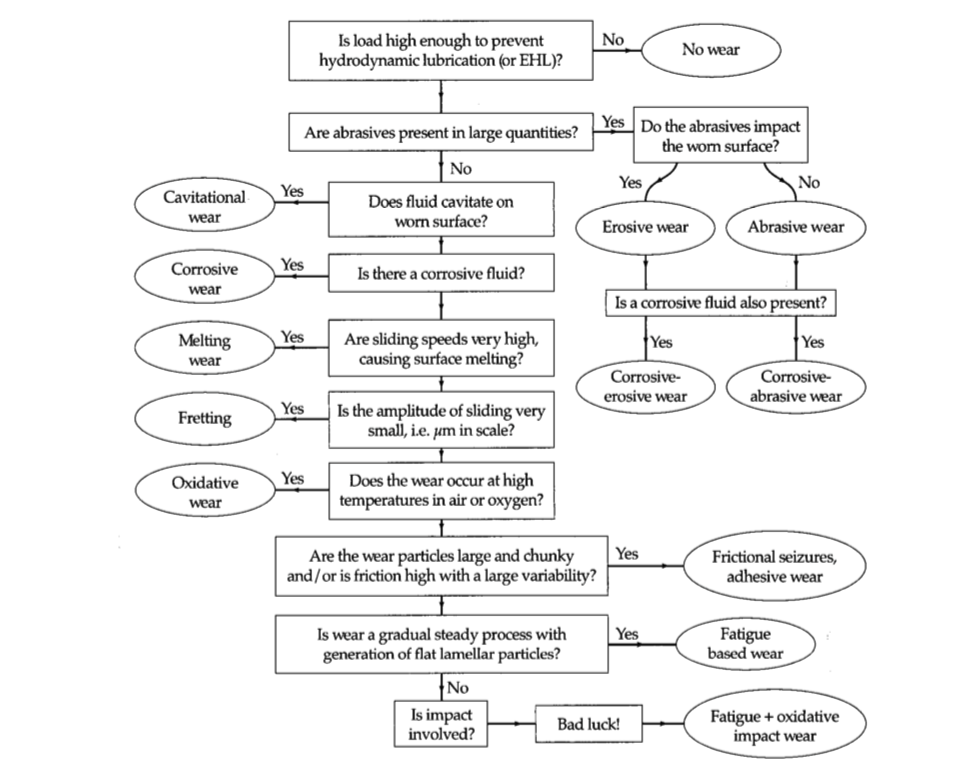 Is load high enough to prevent
hydrodynamic lubrication (or EHL)?
No
No wear
Are abrasives present in large quantities?
Yes
Do the abrasives impact
the worn surface?
No
Yes
No
Cavitational
wear
Yes
Does fluid cavitate on
worn surface?
Erosive wear
Abrasive wear
Corrosive
wear
Yes
Is there a corrosive fluid?
Is a corrosive fluid also present?
Melting
wear
Yes
Are sliding speeds very high,
causing surface melting?
Yes
Yes
Corrosive-
erosive wear
Corrosive-
abrasive wear
Fretting
Yes
Is the amplitude of sliding very
small, i.e. μm in scale?
Oxidative
wear
Yes
Does the wear occur at high
temperatures in air or oxygen?
Are the wear particles large and chunky
and/or is friction high with a large variability?
Yes
Frictional seizures,
adhesive wear
Is wear a gradual steady process with
generation of flat lamellar particles?
Yes
Fatigue
based wear
No
Is impact
involved?
Bad luck!
Fatigue + oxidative
impact wear